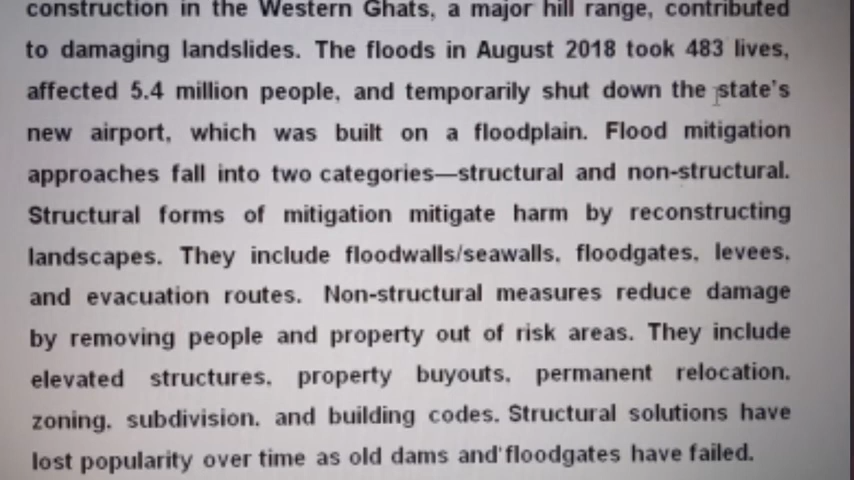 construction in the Western Ghats, a major hill range, contributed
to damaging landslides. The floods in August 2018 took 483 lives,
affected 5.4 million people, and temporarily shut down the state's
new airport, which was built on a floodplain. Flood mitigation
approaches fall into two categories—structural and non-structural.
Structural forms of mitigation mitigate harm by reconstructing
landscapes. They include floodwalls/seawalls, floodgates, levees,
and evacuation routes. Non-structural measures reduce damage
by removing people and property out of risk areas. They include
elevated structures, property buyouts, permanent relocation,
zoning, subdivision, and building codes. Structural solutions have
lost popularity over time as old dams and floodgates have failed.